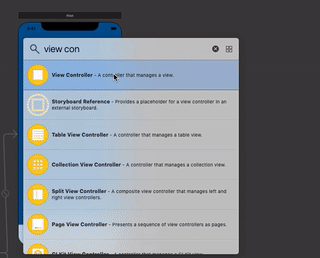 view con
View Controller - A controller that manages a view.
Storyboard Reference - Provides a placeholder for a view controller in an
external storyboard.
Table View Controller - A controller that manages a table view.
Collection View Controller - A controller that manages a collection view.
Split View Controller - A composite view controller that manages left and
right view controllers.
Page View Controller - Presents a sequence of view controllers as pages.